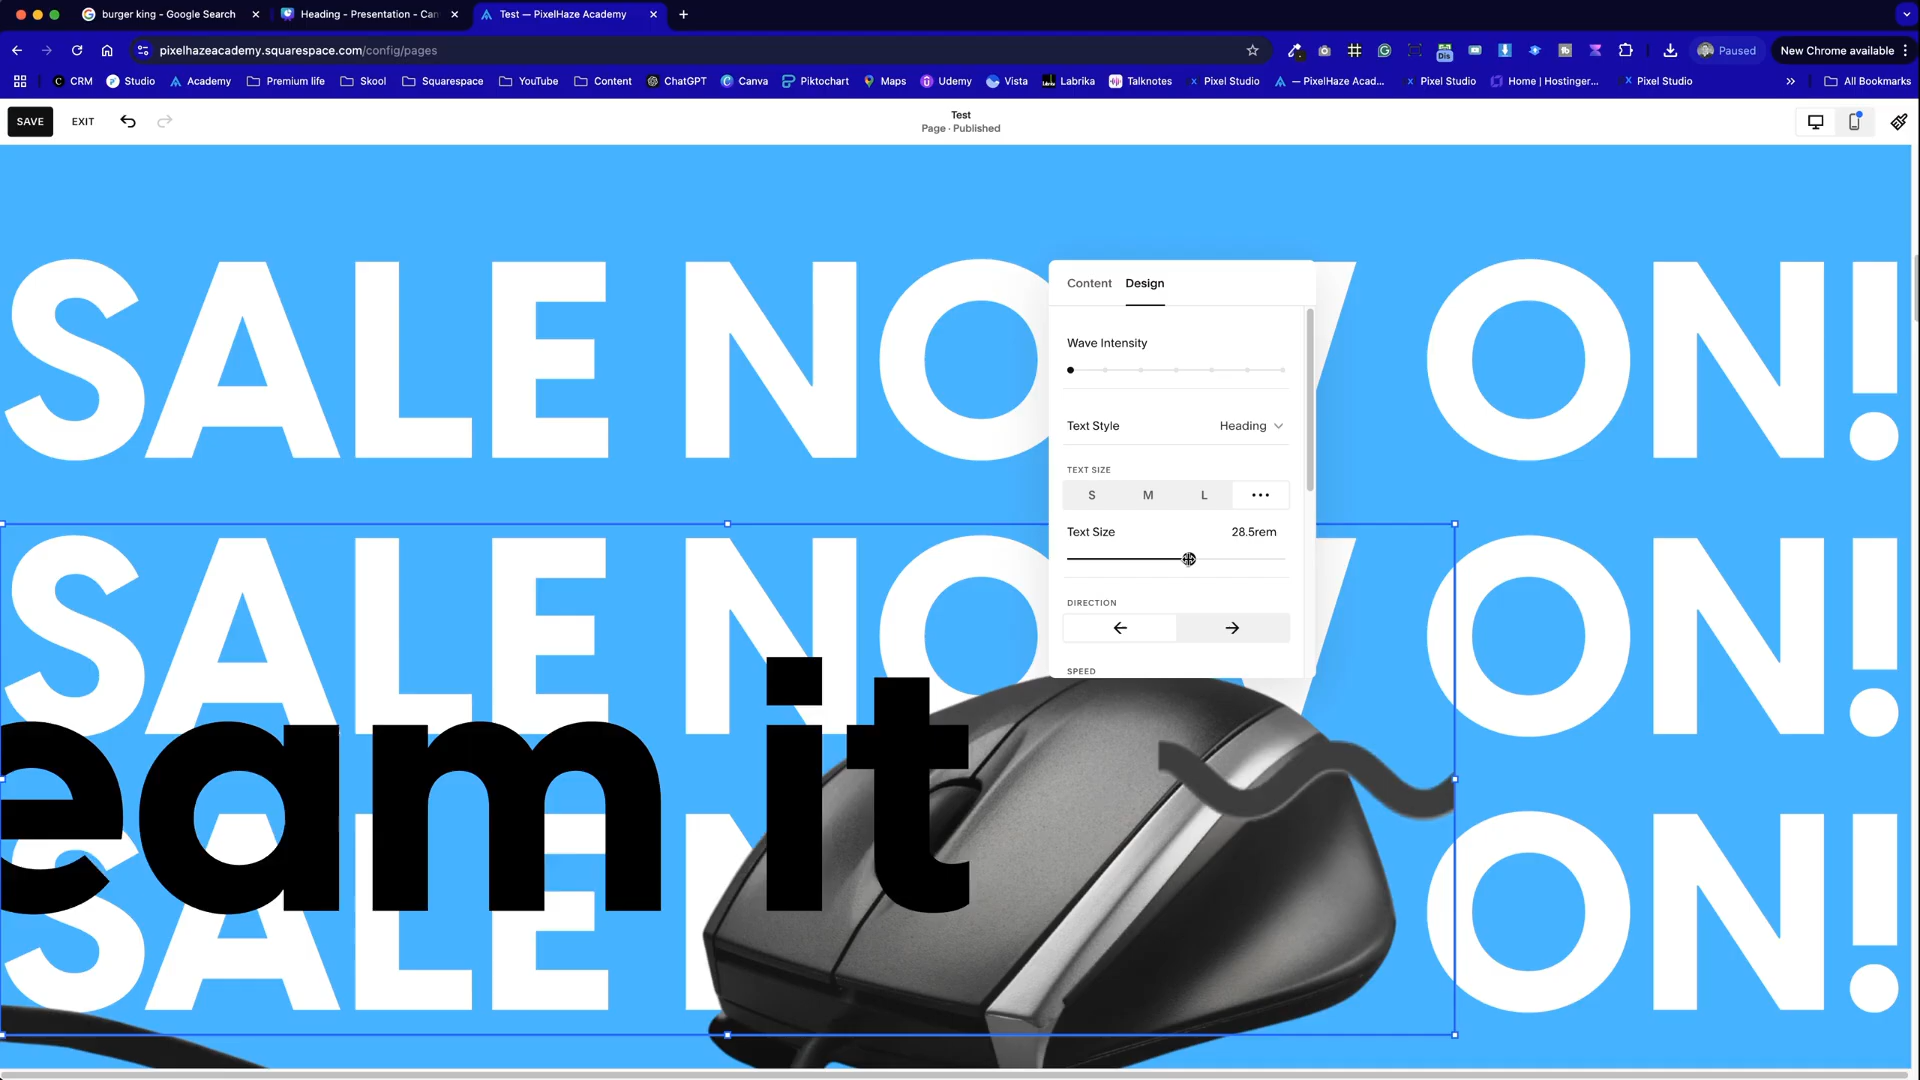 burger king - Google Search
Heading - Presentation - Can
Test — PixelHaze Academy
pixelhazeacademy.squarespace.com/config/pages
Paused
New Chrome available
CRM
Studio
Academy
Premium life
Skool
Squarespace
YouTube
Content
ChatGPT
Canva
Piktochart
Maps
Udemy
Vista
Labrika
Talknotes
Pixel Studio
— PixelHaze Acad...
Pixel Studio
Home | Hostinger...
Pixel Studio
All Bookmarks
SAVE
EXIT
Test
Page · Published
SALE NOW ON!
Content
Design
Wave Intensity
Text Style
Heading
TEXT SIZE
S
M
L
Text Size
28.5rem
DIRECTION
SPEED
SALE NOW ON!
eam it
SALE N ON!